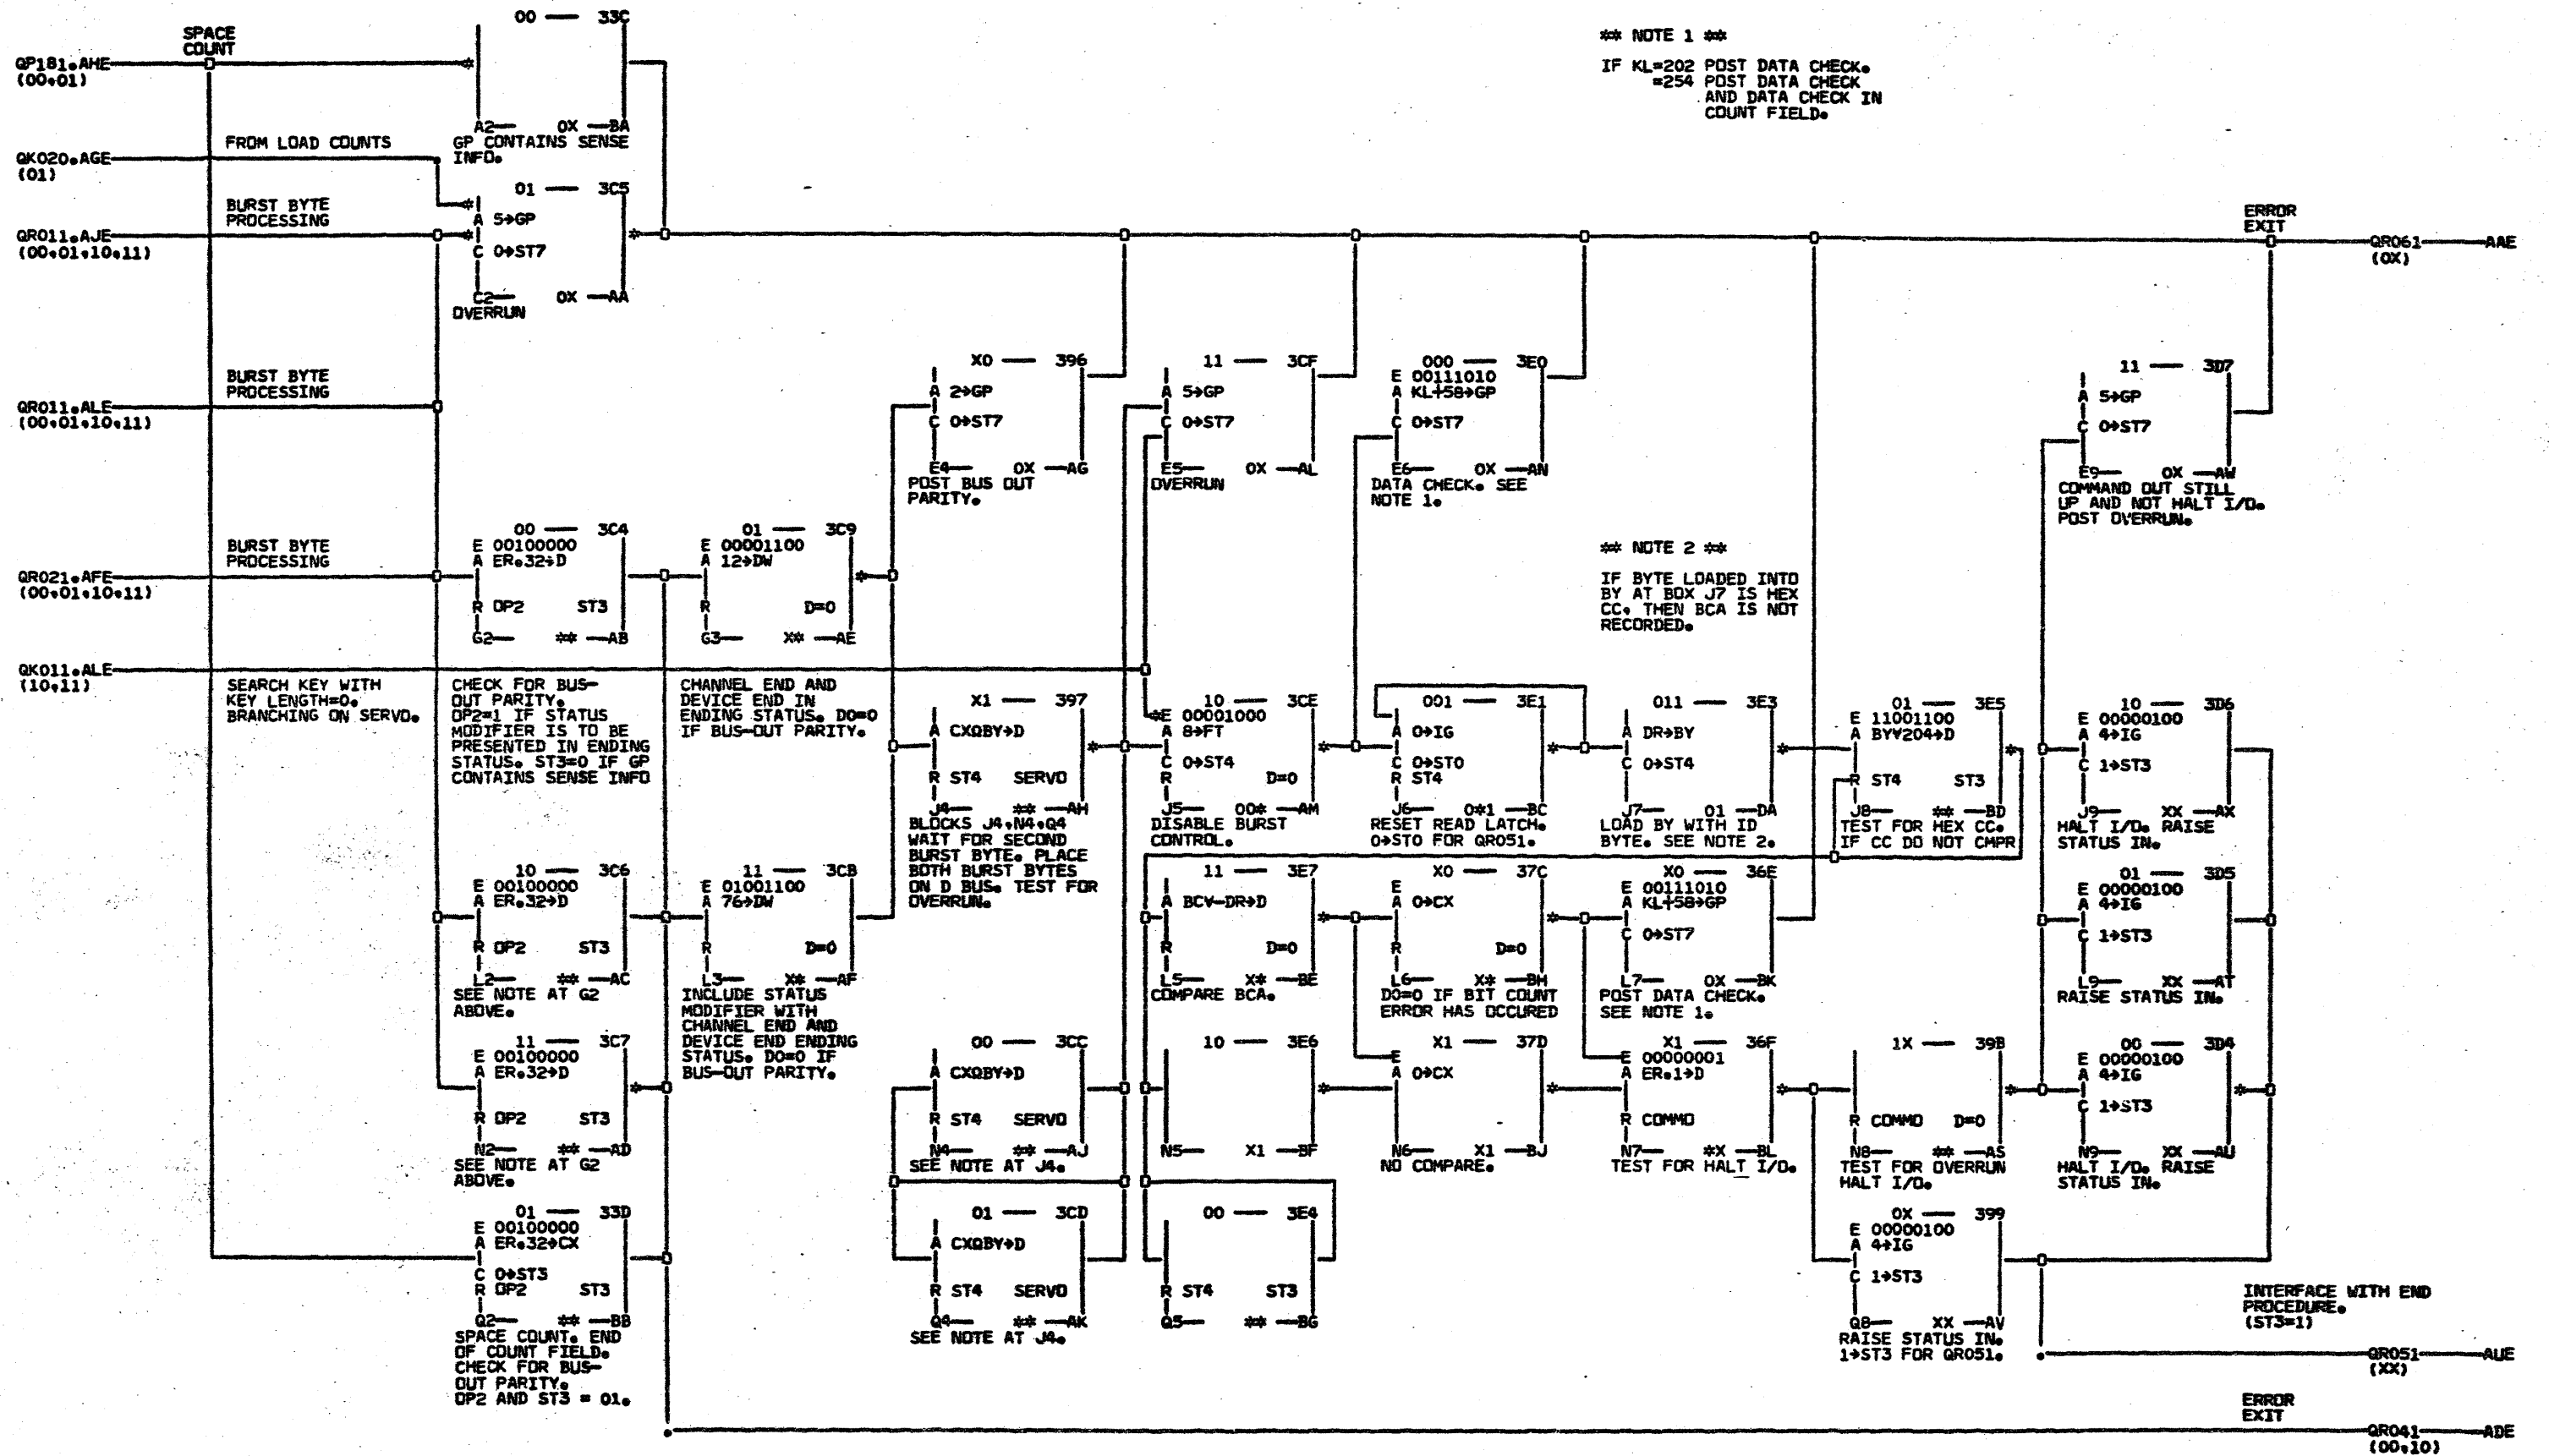 SPACE
COUNT
QP181.AHE
(00,01)
00 — 33C
A2— 0X —BA
GP CONTAINS SENSE
INFO.
** NOTE 1 **
IF KL=202 POST DATA CHECK.
=254 POST DATA CHECK
AND DATA CHECK IN
COUNT FIELD.
FROM LOAD COUNTS
QK020.AGE
(01)
BURST BYTE
PROCESSING
QR011.AJE
(00,01,10,11)
01 — 3C5
A 5→GP
C 0→ST7
C2— 0X —AA
OVERRUN
ERROR
EXIT
QR061 AAE
(0X)
BURST BYTE
PROCESSING
QR011.ALE
(00,01,10,11)
X0 — 396
A 2→GP
C 0→ST7
E4— 0X —AG
POST BUS OUT
PARITY.
11 — 3CF
A 5→GP
C 0→ST7
E5— 0X —AL
OVERRUN
000 — 3E0
E 00111010
A KL+58→GP
C 0→ST7
E6— 0X —AN
DATA CHECK. SEE
NOTE 1.
11 — 3D7
A 5→GP
C 0→ST7
E9— 0X —AW
COMMAND OUT STILL
UP AND NOT HALT I/O.
POST OVERRUN.
BURST BYTE
PROCESSING
QR021.AFE
(00,01,10,11)
00 — 3C4
E 00100000
A ER.32→D
R OP2 ST3
G2— ** —AB
CHECK FOR BUS-
OUT PARITY.
OP2=1 IF STATUS
MODIFIER IS TO BE
PRESENTED IN ENDING
STATUS. ST3=0 IF GP
CONTAINS SENSE INFO
01 — 3C9
E 00001100
A 12→DW
R D=0
G3— X* —AE
CHANNEL END AND
DEVICE END IN
ENDING STATUS. D0=0
IF BUS-OUT PARITY.
** NOTE 2 **
IF BYTE LOADED INTO
BY AT BOX J7 IS HEX
CC, THEN BCA IS NOT
RECORDED.
QK011.ALE
(10,11)
SEARCH KEY WITH
KEY LENGTH=0.
BRANCHING ON SERVO.
X1 — 397
A CXΩBY→D
R ST4 SERVO
J4— ** —AH
BLOCKS J4,N4,Q4
WAIT FOR SECOND
BURST BYTE. PLACE
BOTH BURST BYTES
ON D BUS. TEST FOR
OVERRUN.
10 — 3CE
E 00001000
A 8→FT
C 0→ST4
R D=0
J5— 00* —AM
DISABLE BURST
CONTROL.
001 — 3E1
A 0→IG
C 0→ST0
R ST4
J6— 0*1 —BC
RESET READ LATCH.
0→ST0 FOR QR051.
011 — 3E3
A DR→BY
C 0→ST4
J7— 01 —DA
LOAD BY WITH ID
BYTE. SEE NOTE 2.
01 — 3E5
E 11001100
A BY∀204→D
R ST4 ST3
J8— ** —BD
TEST FOR HEX CC.
IF CC DO NOT CMPR
10 — 3D6
E 00000100
A 4→IG
C 1→ST3
J9— XX —AX
HALT I/O. RAISE
STATUS IN.
10 — 3C6
E 00100000
A ER.32→D
R OP2 ST3
L2— ** —AC
SEE NOTE AT G2
ABOVE.
11 — 3CB
E 01001100
A 76→DW
R D=0
L3— X* —AF
INCLUDE STATUS
MODIFIER WITH
CHANNEL END AND
DEVICE END ENDING
STATUS. D0=0 IF
BUS-OUT PARITY.
11 — 3E7
A BC∀-DR→D
R D=0
L5— X* —BE
COMPARE BCA.
X0 — 37C
E
A 0→CX
R D=0
L6— X* —BH
D0=0 IF BIT COUNT
ERROR HAS OCCURED
X0 — 36E
E 00111010
A KL+58→GP
C 0→ST7
L7— 0X —BK
POST DATA CHECK.
SEE NOTE 1.
01 — 3D5
E 00000100
A 4→IG
C 1→ST3
L9— XX —AT
RAISE STATUS IN.
11 — 3C7
E 00100000
A ER.32→D
R OP2 ST3
N2— ** —AD
SEE NOTE AT G2
ABOVE.
00 — 3CC
A CXΩBY→D
R ST4 SERVO
N4— ** —AJ
SEE NOTE AT J4.
10 — 3E6
N5— X1 —BF
X1 — 37D
E
A 0→CX
N6— X1 —BJ
NO COMPARE.
X1 — 36F
E 00000001
A ER.1→D
R COMMO
N7— *X —BL
TEST FOR HALT I/O.
1X — 39B
R COMMO D=0
N8— ** —AS
TEST FOR OVERRUN
HALT I/O.
00 — 3D4
E 00000100
A 4→IG
C 1→ST3
N9— XX —AU
HALT I/O. RAISE
STATUS IN.
01 — 33D
E 00100000
A ER.32→CX
C 0→ST3
R OP2 ST3
Q2— ** —BB
SPACE COUNT. END
OF COUNT FIELD.
CHECK FOR BUS-
OUT PARITY.
OP2 AND ST3 = 01.
01 — 3CD
A CXΩBY→D
R ST4 SERVO
Q4— ** —AK
SEE NOTE AT J4.
00 — 3E4
R ST4 ST3
Q5— ** —BG
0X — 399
E 00000100
A 4→IG
C 1→ST3
Q8— XX —AV
RAISE STATUS IN.
1→ST3 FOR QR051.
INTERFACE WITH END
PROCEDURE.
(ST3=1)
QR051 AUE
(XX)
ERROR
EXIT
QR041 ADE
(00,10)